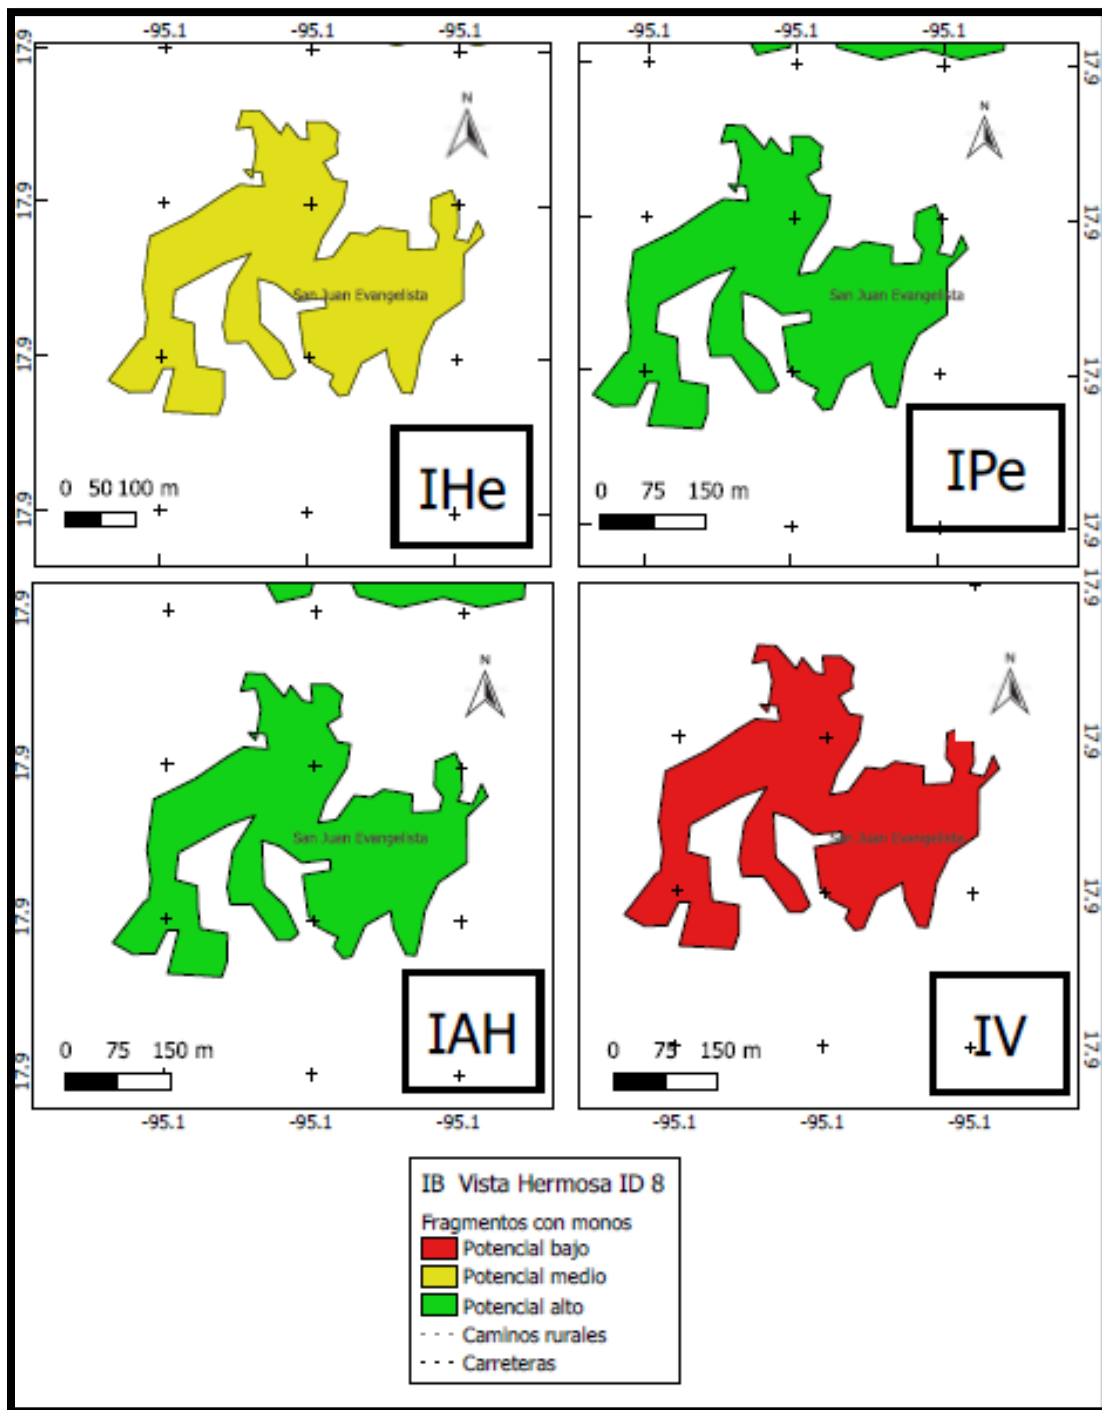 -95.1 -95.1 -95.1
-95.1 -95.1 -95.1
17.9
17.9
17.9
17.9
N
San Juan Evangelista
0 50 100 m
IHe
17.9
17.9
17.9
17.9
N
San Juan Evangelista
0 75 150 m
IPe
17.9
17.9
17.9
17.9
N
San Juan Evangelista
0 75 150 m
IAH
17.9
17.9
17.9
17.9
N
San Juan Evangelista
0 75 150 m
IV
-95.1 -95.1 -95.1
-95.1 -95.1 -95.1
IB Vista Hermosa ID 8
Fragmentos con monos
Potencial bajo
Potencial medio
Potencial alto
Caminos rurales
Carreteras